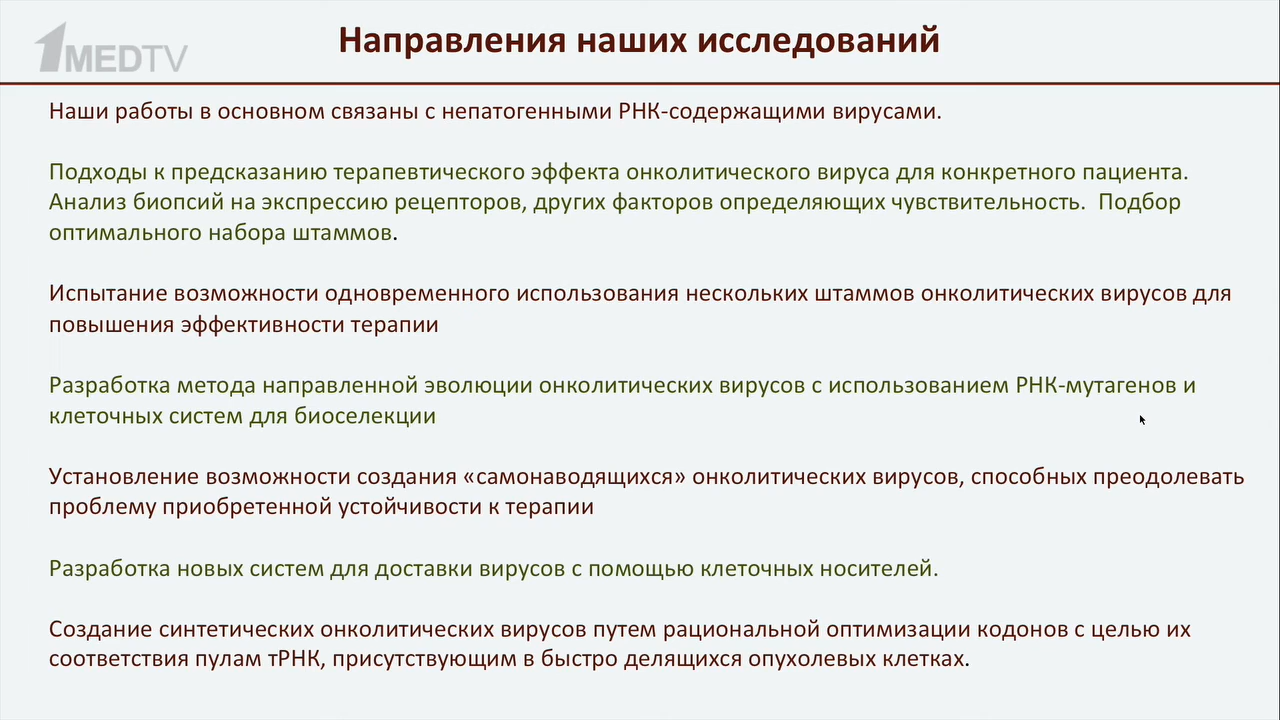 1MEDTV
Направления наших исследований
Наши работы в основном связаны с непатогенными РНК-содержащими вирусами.
Подходы к предсказанию терапевтического эффекта онколитического вируса для конкретного пациента.
Анализ биопсий на экспрессию рецепторов, других факторов определяющих чувствительность.  Подбор
оптимального набора штаммов.
Испытание возможности одновременного использования нескольких штаммов онколитических вирусов для
повышения эффективности терапии
Разработка метода направленной эволюции онколитических вирусов с использованием РНК-мутагенов и
клеточных систем для биоселекции
Установление возможности создания «самонаводящихся» онколитических вирусов, способных преодолевать
проблему приобретенной устойчивости к терапии
Разработка новых систем для доставки вирусов с помощью клеточных носителей.
Создание синтетических онколитических вирусов путем рациональной оптимизации кодонов с целью их
соответствия пулам тРНК, присутствующим в быстро делящихся опухолевых клетках.